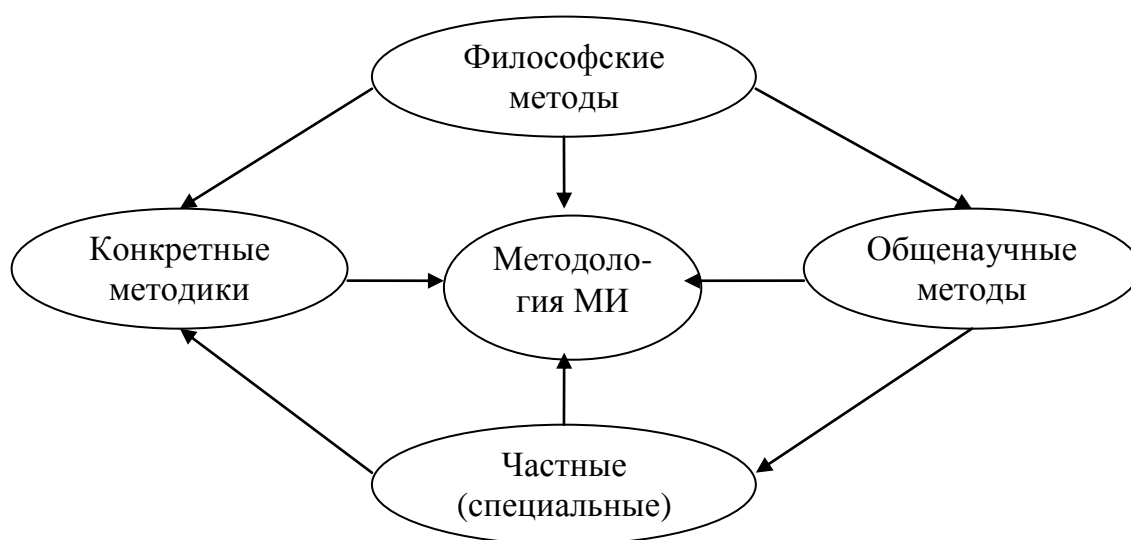 Философские
методы
Конкретные
методики
Методоло-
гия МИ
Общенаучные
методы
Частные
(специальные)